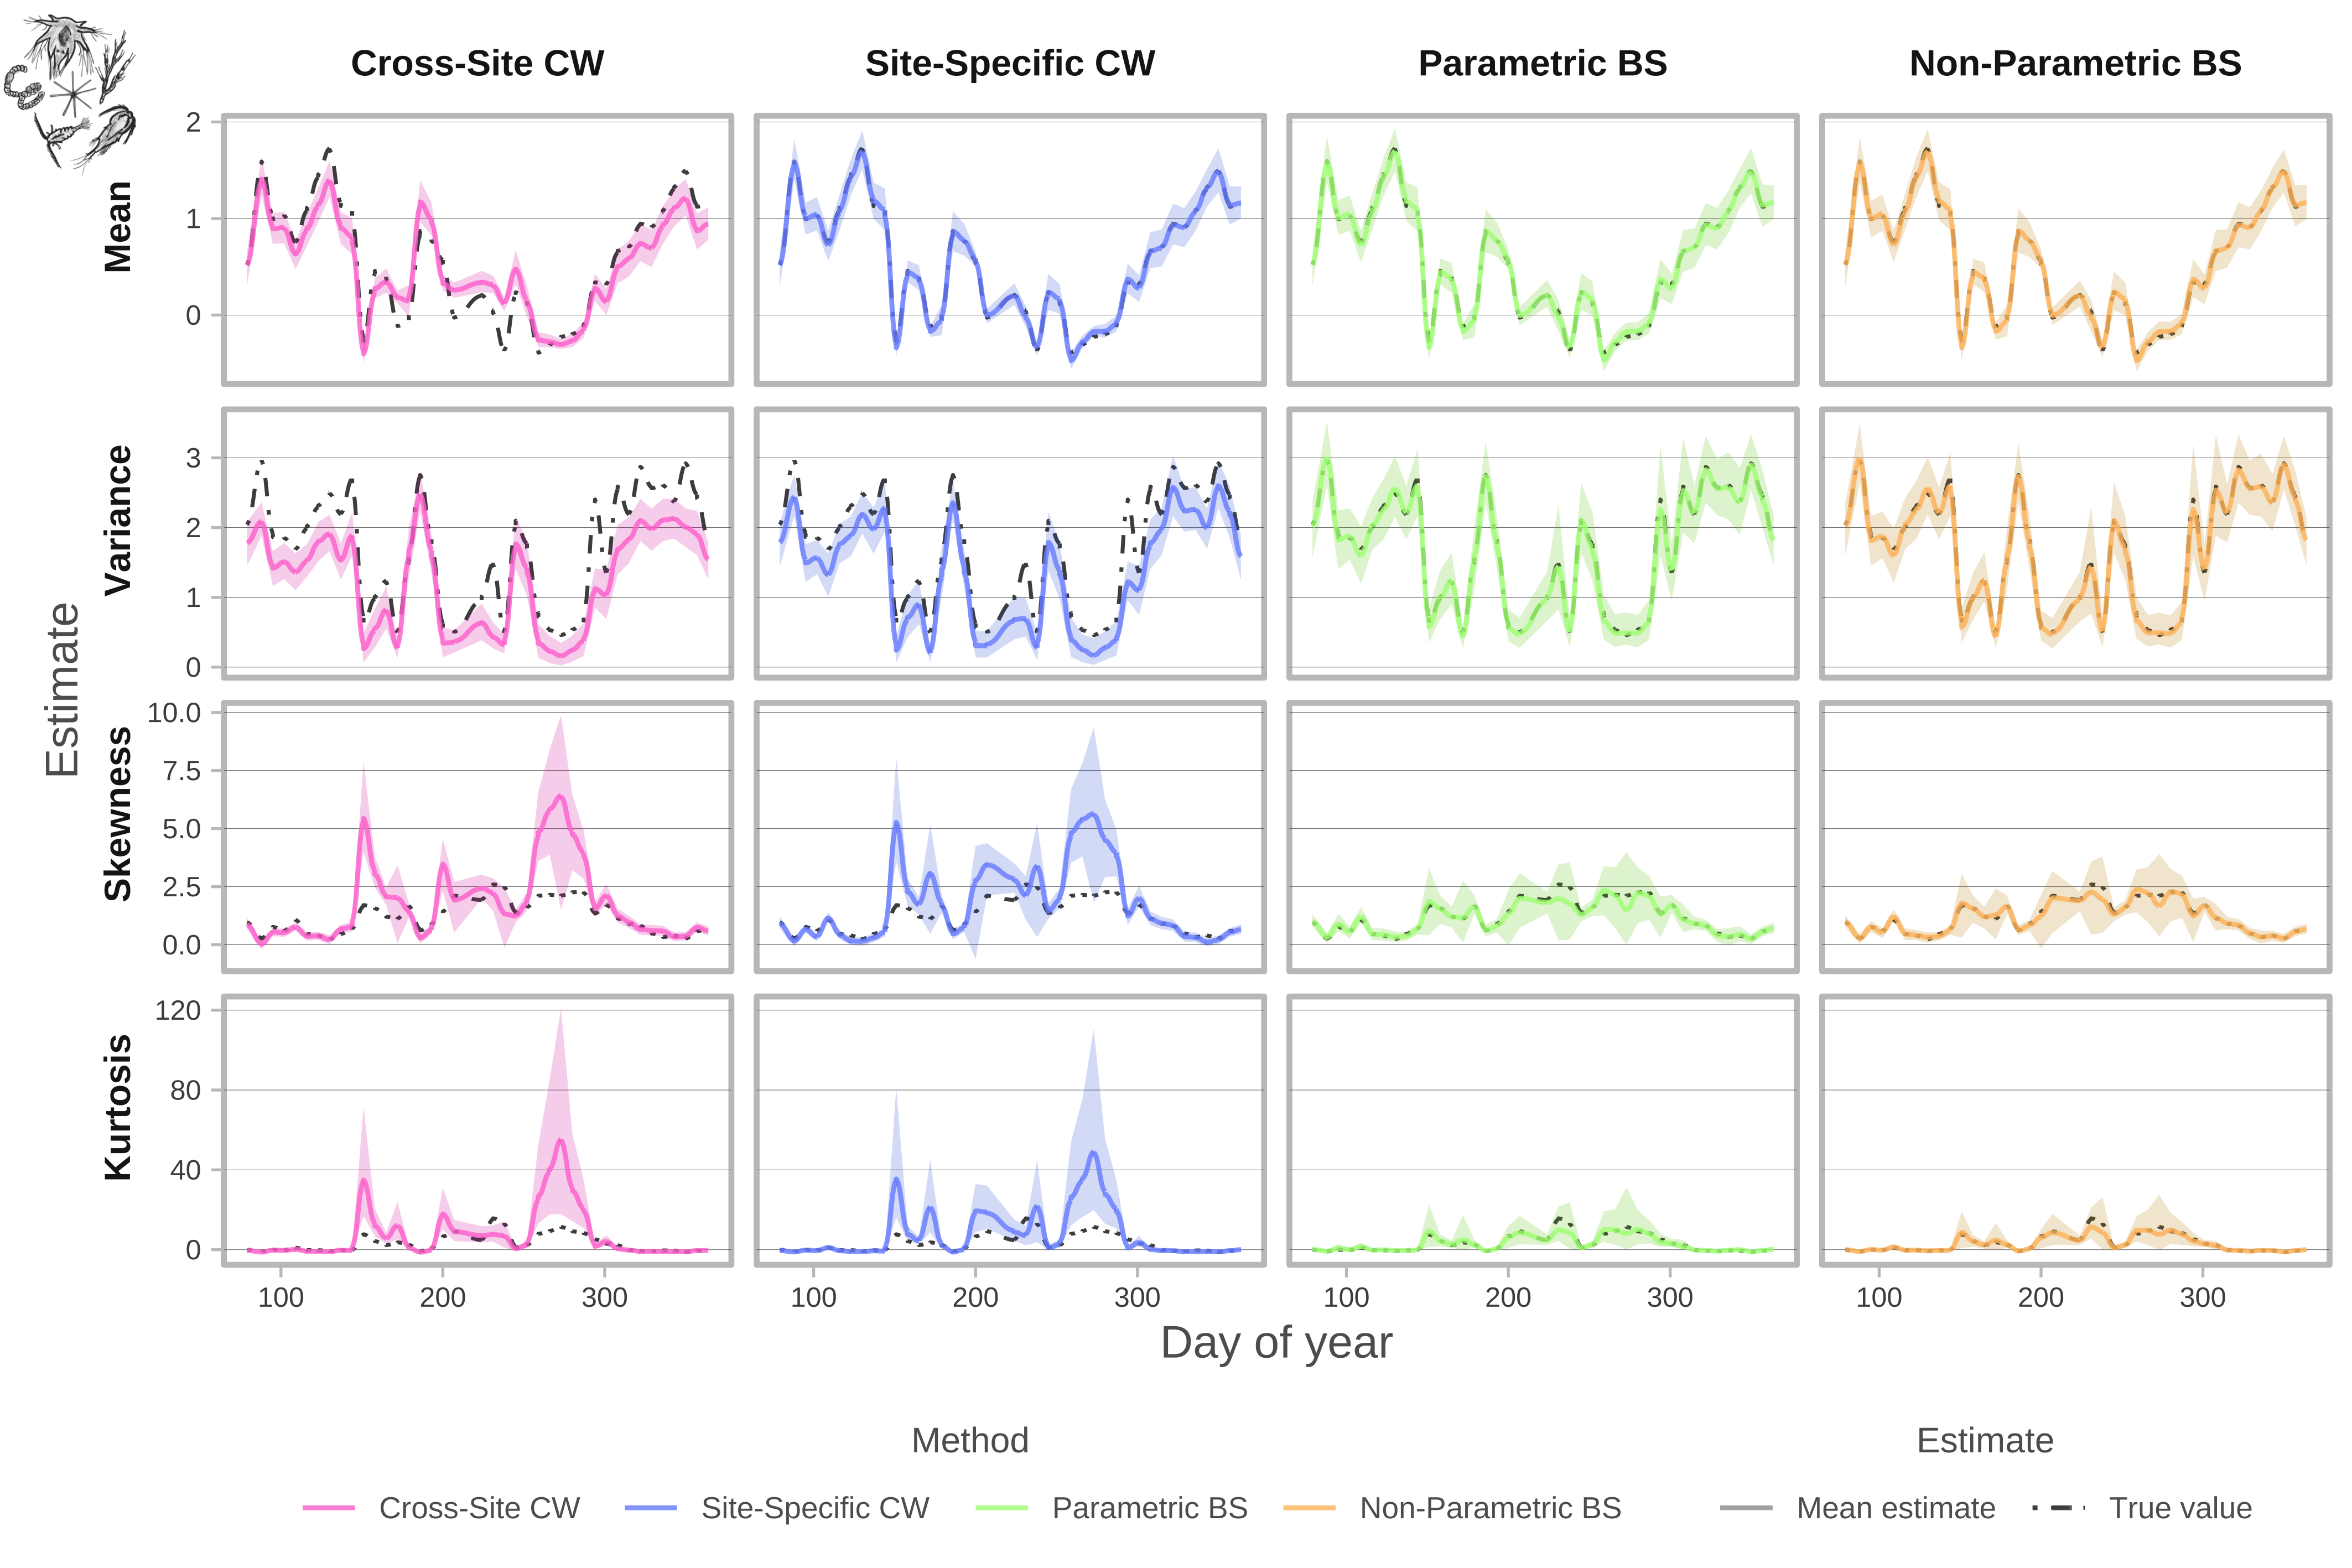 Cross-Site CW Site-Specific CW Parametric BS Non-Parametric BS
Estimate
Mean
2
1
0
Variance
3
2
1
0
Skewness
10.0
7.5
5.0
2.5
0.0
Kurtosis
120
80
40
0
100 200 300 100 200 300 100 200 300 100 200 300
Day of year
Method Estimate
Cross-Site CW Site-Specific CW Parametric BS Non-Parametric BS Mean estimate True value